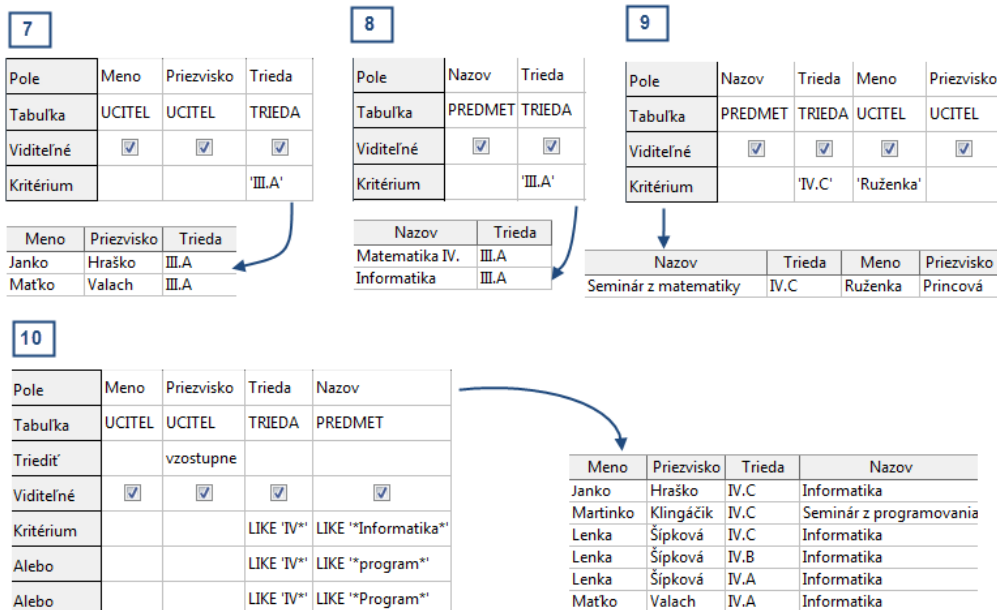 7
Pole Meno Priezvisko Trieda
Tabuľka UCITEL UCITEL TRIEDA
Viditeľné
Kritérium 'III.A'
Meno Priezvisko Trieda
Janko Hraško III.A
Maťko Valach III.A
8
Pole Nazov Trieda
Tabuľka PREDMET TRIEDA
Viditeľné
Kritérium 'III.A'
Nazov Trieda
Matematika IV. III.A
Informatika III.A
9
Pole Nazov Trieda Meno Priezvisko
Tabuľka PREDMET TRIEDA UCITEL UCITEL
Viditeľné
Kritérium 'IV.C' 'Ruženka'
Nazov Trieda Meno Priezvisko
Seminár z matematiky IV.C Ruženka Princová
10
Pole Meno Priezvisko Trieda Nazov
Tabuľka UCITEL UCITEL TRIEDA PREDMET
Triediť vzostupne
Viditeľné
Kritérium LIKE 'IV*' LIKE '*Informatika*'
Alebo LIKE 'IV*' LIKE '*program*'
Alebo LIKE 'IV*' LIKE '*Program*'
Meno Priezvisko Trieda Nazov
Janko Hraško IV.C Informatika
Martinko Klingáčik IV.C Seminár z programovania
Lenka Šípková IV.C Informatika
Lenka Šípková IV.B Informatika
Lenka Šípková IV.A Informatika
Maťko Valach IV.A Informatika